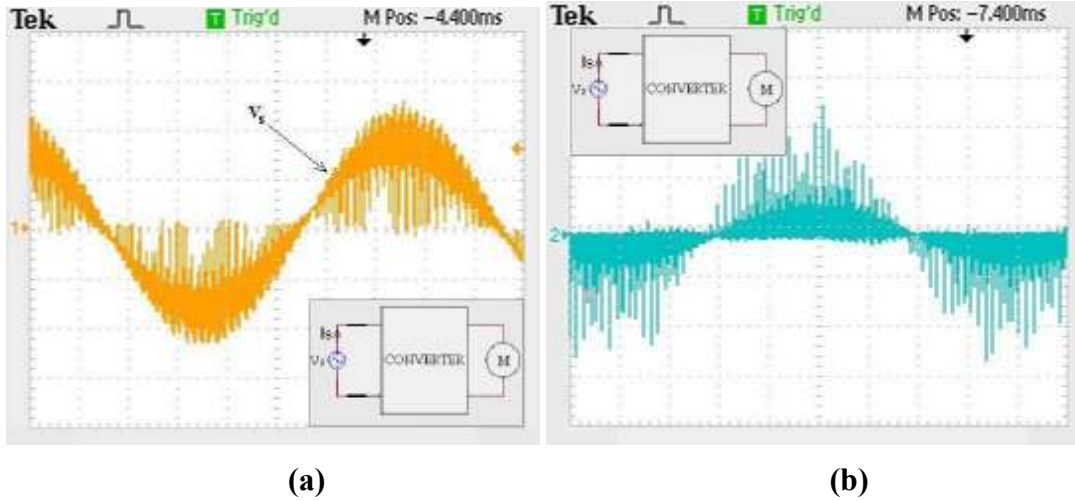 Tek Trig'd M Pos: -4.400ms
Vs
1
Is
Vs CONVERTER M
(a)
Tek Trig'd M Pos: -7.400ms
Is
Vs CONVERTER M
2
(b)